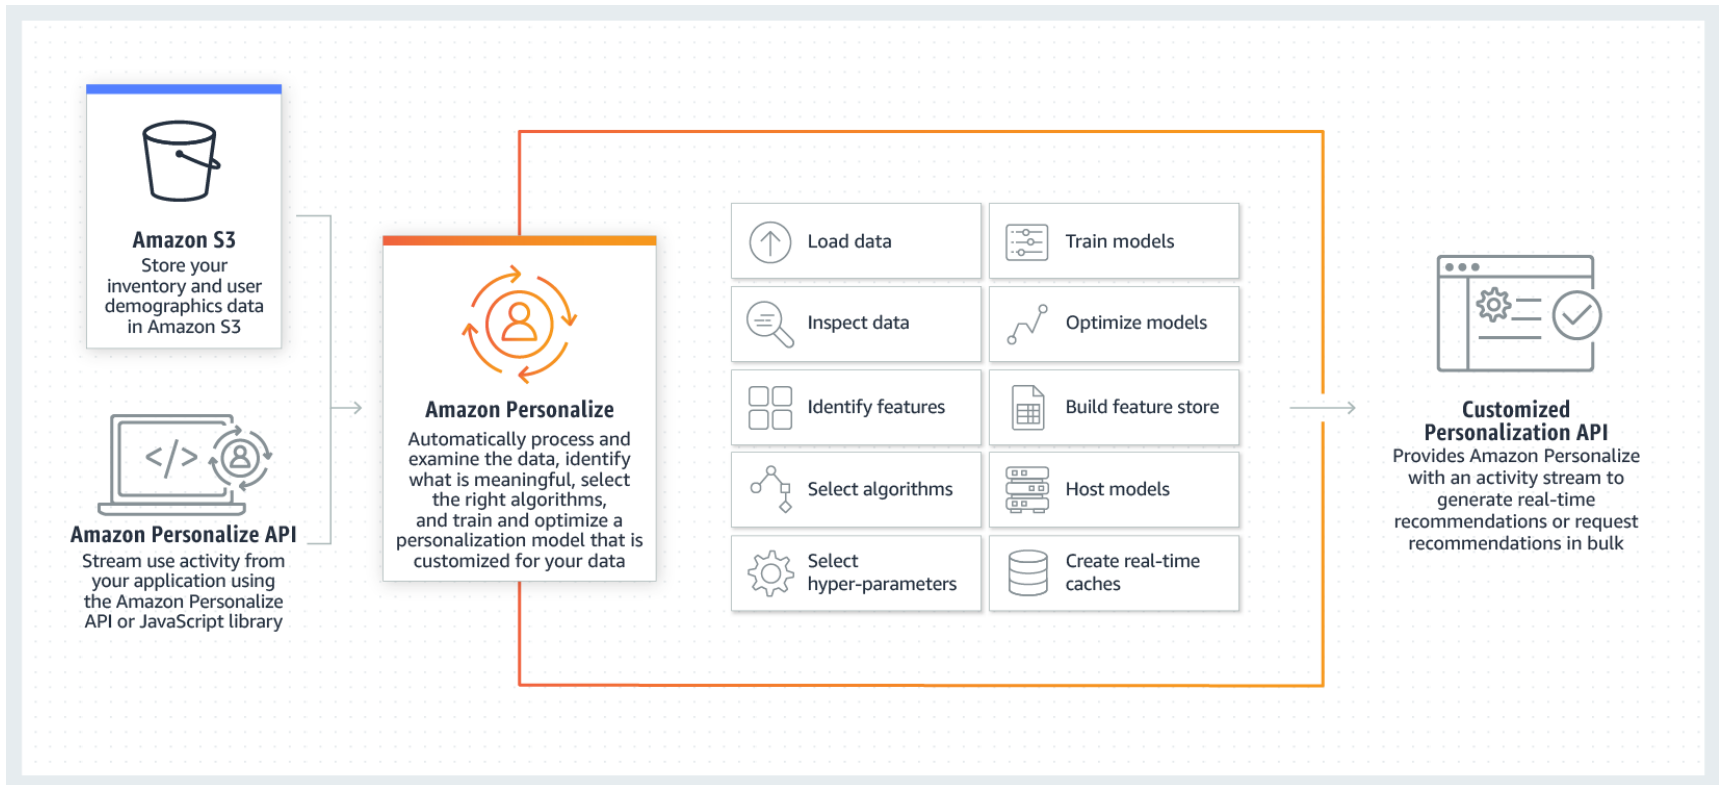 Amazon S3
Store your
inventory and user
demographics data
in Amazon S3
</>
Amazon Personalize API
Stream use activity from
your application using
the Amazon Personalize
API or JavaScript library
Amazon Personalize
Automatically process and
examine the data, identify
what is meaningful, select
the right algorithms,
and train and optimize a
personalization model that is
customized for your data
Load data
Train models
Inspect data
Optimize models
Identify features
Build feature store
Select algorithms
Host models
Select
hyper-parameters
Create real-time
caches
Customized
Personalization API
Provides Amazon Personalize
with an activity stream to
generate real-time
recommendations or request
recommendations in bulk